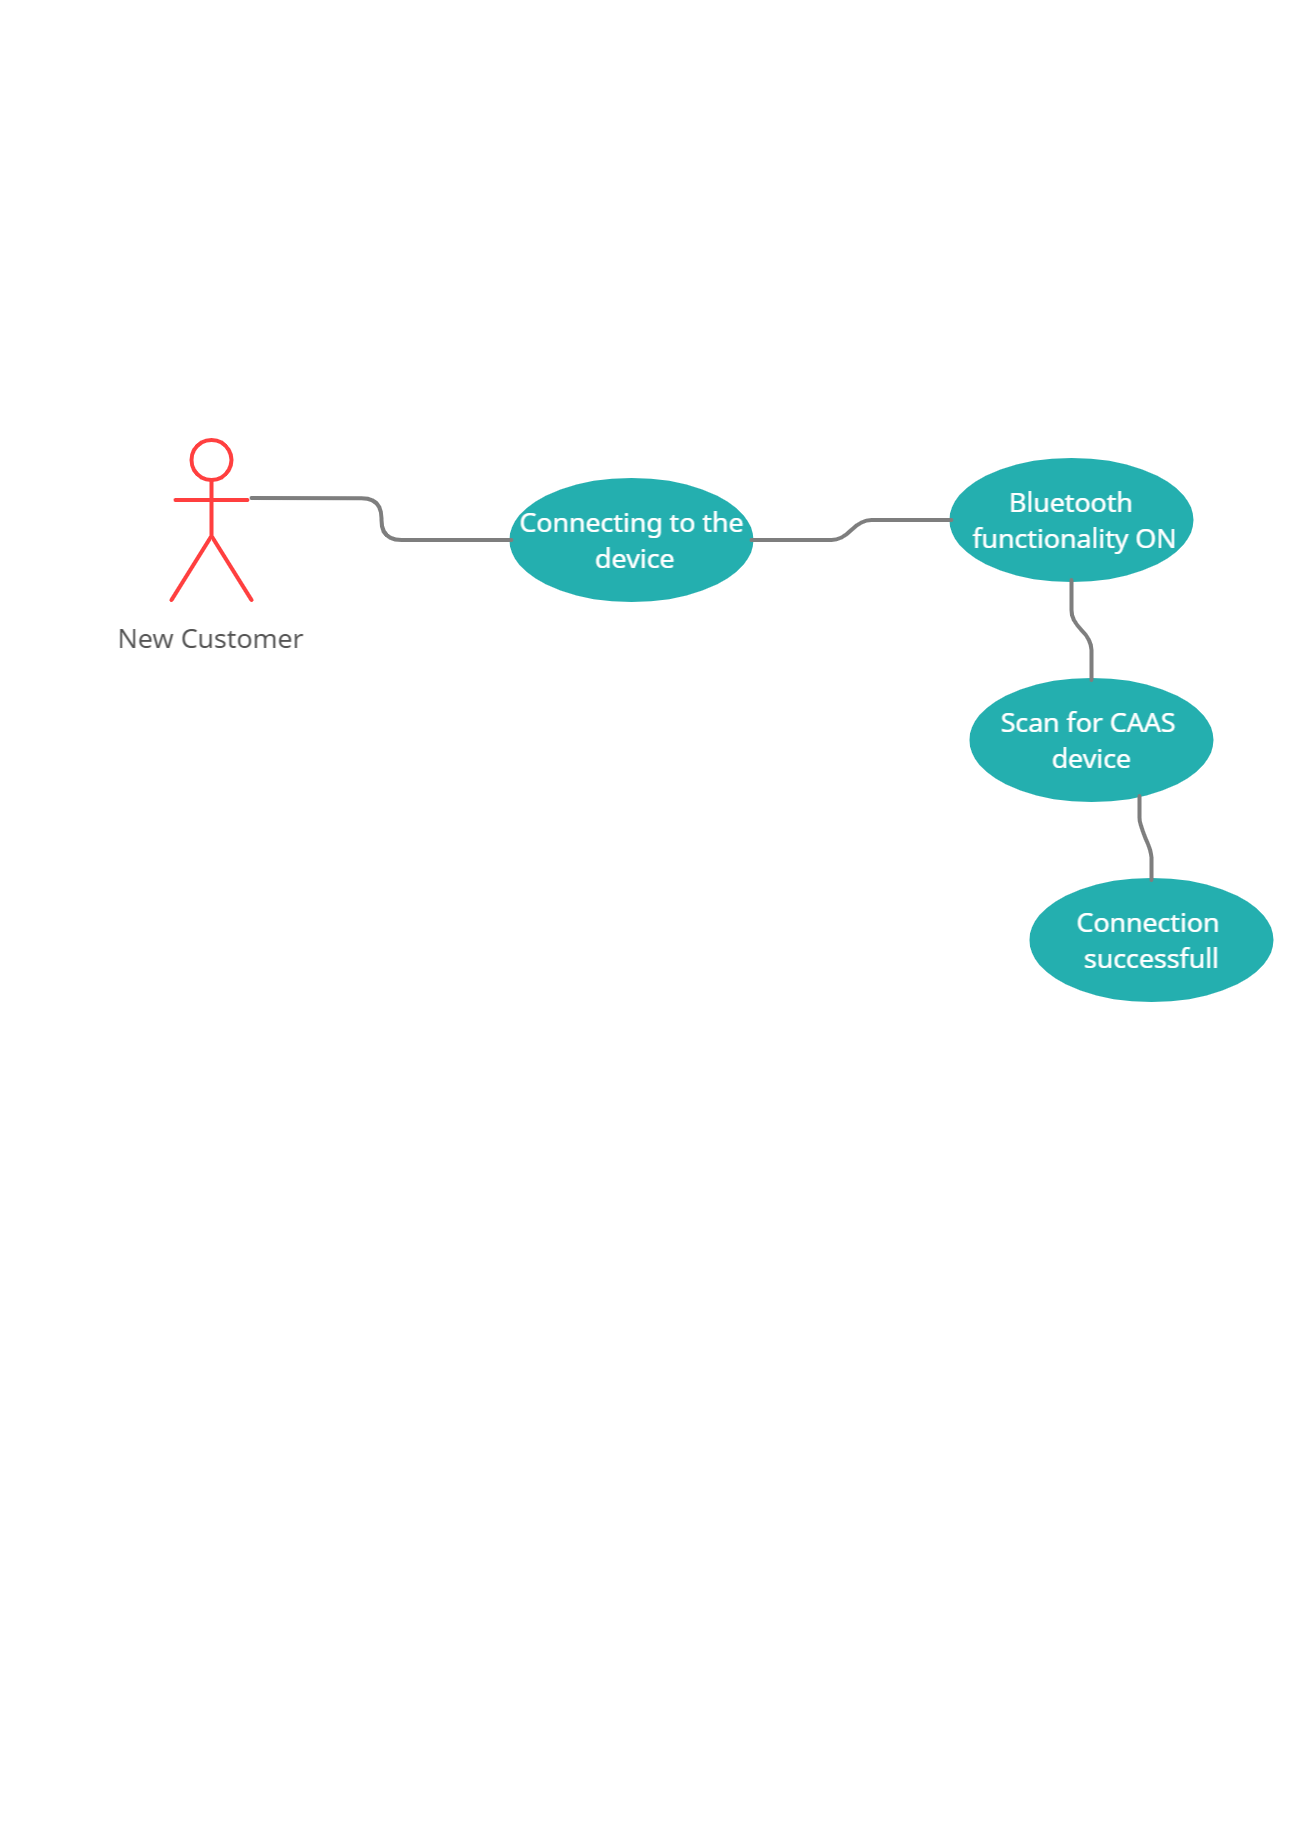 Connecting to the
device
Bluetooth
functionality ON
New Customer
Scan for CAAS
device
Connection
successfull